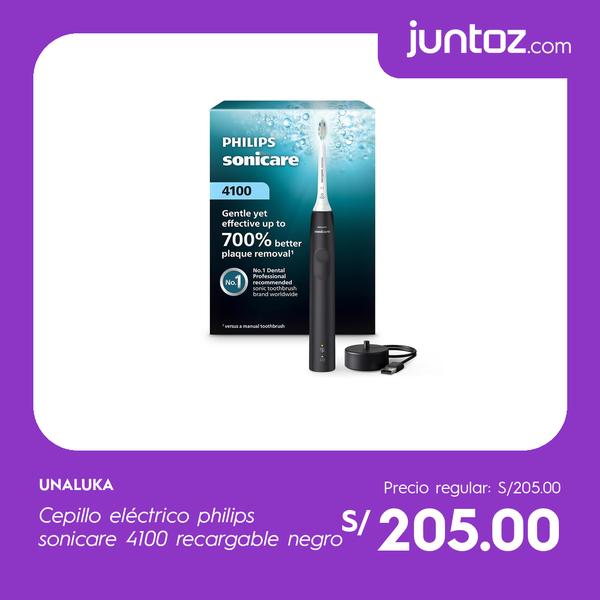 juntoz.com
PHILIPS
sonicare
4100
Gentle yet
effective up to
700% better
plaque removal¹
No.1
No.1 Dental
Professional
recommended
sonic toothbrush
brand worldwide
¹ versus a manual toothbrush
UNALUKA
Cepillo eléctrico philips
sonicare 4100 recargable negro
Precio regular: S/205.00
S/ 205.00